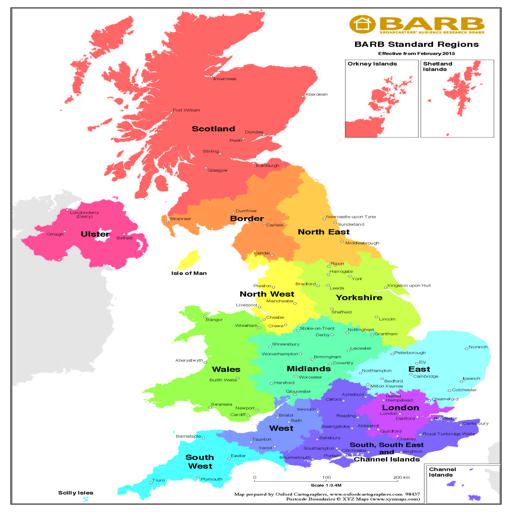 BARB
BROADCASTERS' AUDIENCE RESEARCH BOARD
BARB Standard Regions
Effective from February 2015
Orkney Islands
Shetland
Islands
Inverness
Aberdeen
Fort William
Scotland
Dundee
Perth
Stirling
Edinburgh
Glasgow
Londonderry
(Derry)
Omagh
Belfast
Ulster
Stranraer
Dumfries
Border
Carlisle
Newcastle upon Tyne
Sunderland
North East
Middlesbrough
Kendal
Isle of Man
Ripon
Harrogate
York
Preston
Bradford
Leeds
Kingston upon Hull
North West
Yorkshire
Manchester
Liverpool
Sheffield
Bangor
Chester
Lincoln
Wrexham
Crewe
Stoke-on-Trent
Nottingham
Derby
Grantham
Shrewsbury
Leicester
Peterborough
Norwich
Wolverhampton
Aberystwyth
Birmingham
Ely
Wales
Midlands
Coventry
East
Worcester
Northampton
Cambridge
Builth Wells
Hereford
Bedford
Milton Keynes
Ipswich
Gloucester
Colchester
Swansea
Newport
Cardiff
Swindon
Oxford
Aylesbury
Hempstead
Chelmsford
London
Bristol
Bath
Reading
Dartford
Canterbury
West
Basingstoke
Guildford
Royal Tunbridge Wells
Barnstaple
Taunton
Salisbury
Crawley
Yeovil
Southampton
Brighton
South, South East
and
Channel Islands
Bournemouth
South
West
Exeter
Truro
Plymouth
Scilly Isles
Channel
Islands
0 100 200 km
Scale 1:3.4M
Map prepared by Oxford Cartographers, www.oxfordcartographers.com 98437
Postcode Boundaries © XYZ Maps (www.xyzmaps.com)